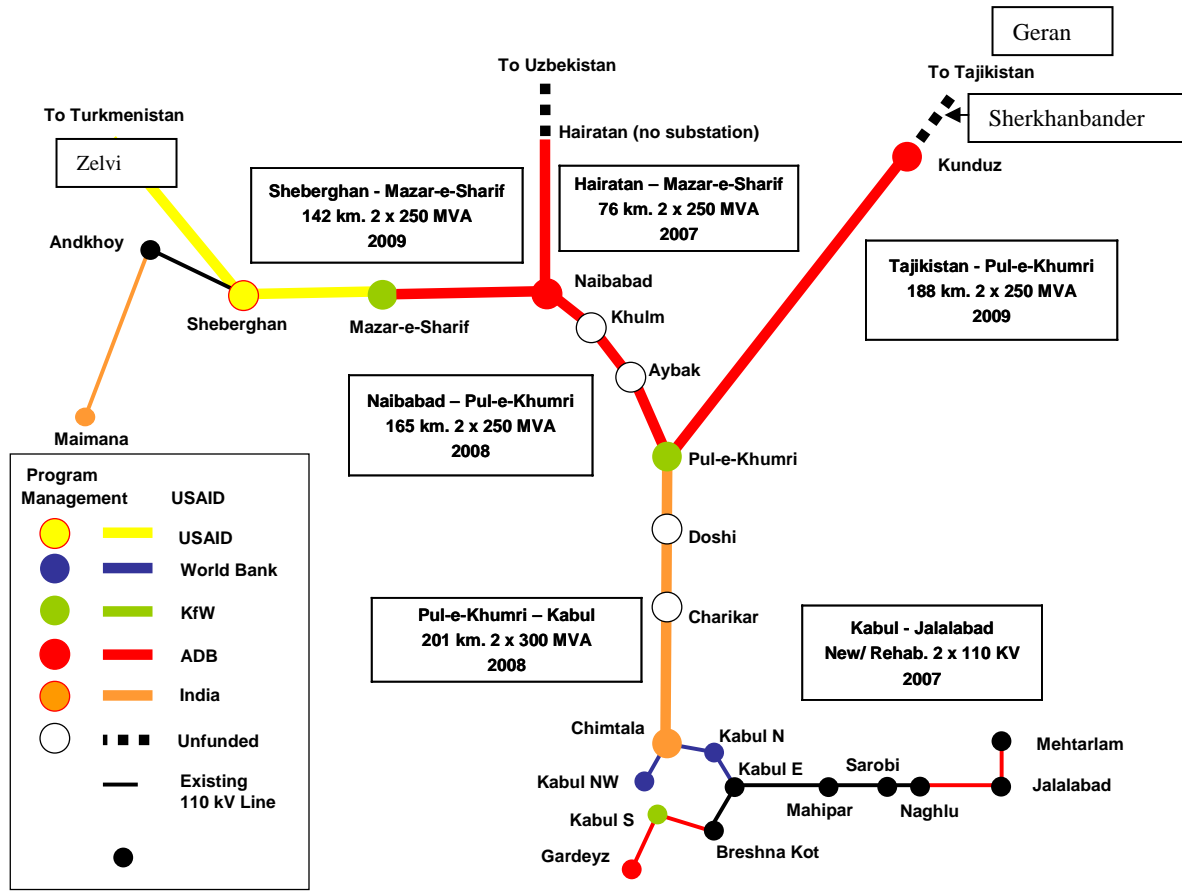 Geran
To Uzbekistan
To Tajikistan
To Turkmenistan
Sherkhanbander
Hairatan (no substation)
Zelvi
Kunduz
Sheberghan - Mazar-e-Sharif
142 km. 2 x 250 MVA
2009
Hairatan – Mazar-e-Sharif
76 km. 2 x 250 MVA
2007
Andkhoy
Tajikistan - Pul-e-Khumri
188 km. 2 x 250 MVA
2009
Naibabad
Sheberghan
Mazar-e-Sharif
Khulm
Aybak
Naibabad – Pul-e-Khumri
165 km. 2 x 250 MVA
2008
Maimana
Pul-e-Khumri
Program
Management
USAID
USAID
World Bank
KfW
ADB
India
Unfunded
Existing
110 kV Line
Doshi
Charikar
Pul-e-Khumri – Kabul
201 km. 2 x 300 MVA
2008
Kabul - Jalalabad
New/ Rehab. 2 x 110 KV
2007
Chimtala
Kabul N
Mehtarlam
Kabul NW
Kabul E
Sarobi
Jalalabad
Mahipar
Naghlu
Kabul S
Breshna Kot
Gardeyz